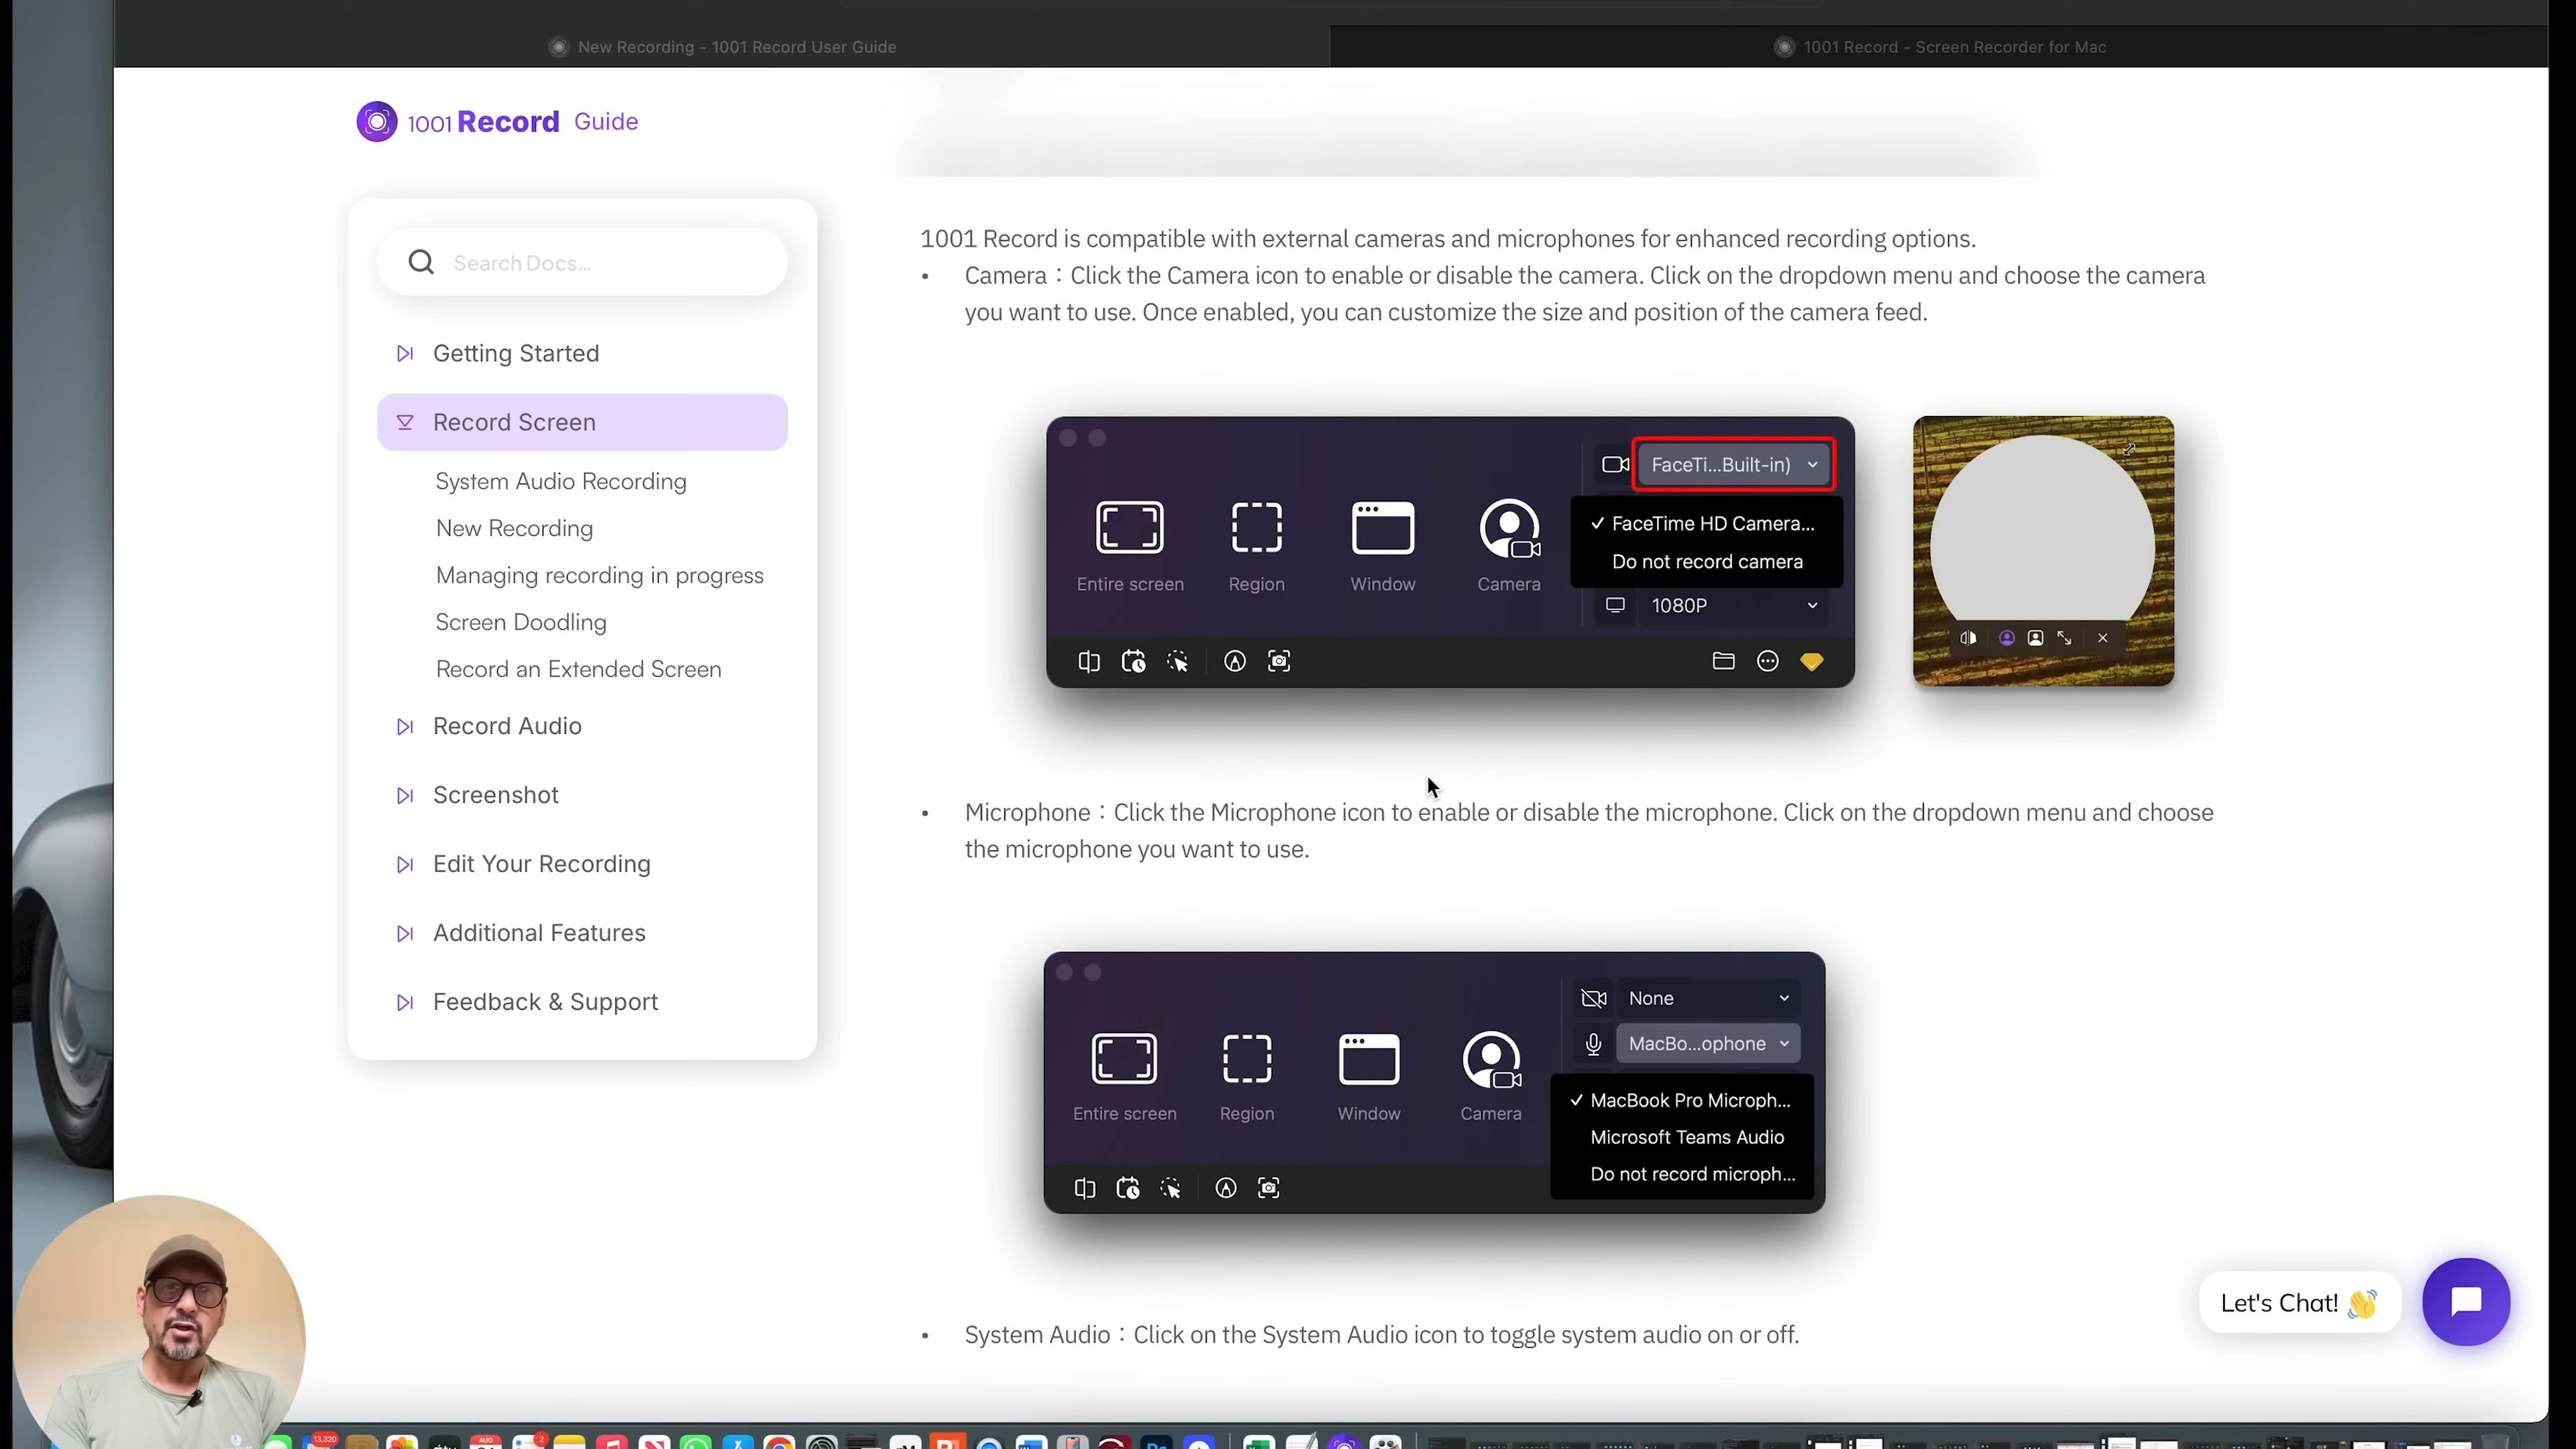 New Recording - 1001 Record User Guide
1001 Record - Screen Recorder for Mac
1001 Record Guide
Search Docs...
Getting Started
Record Screen
System Audio Recording
New Recording
Managing recording in progress
Screen Doodling
Record an Extended Screen
Record Audio
Screenshot
Edit Your Recording
Additional Features
Feedback & Support
1001 Record is compatible with external cameras and microphones for enhanced recording options.
• Camera：Click the Camera icon to enable or disable the camera. Click on the dropdown menu and choose the camera
you want to use. Once enabled, you can customize the size and position of the camera feed.
FaceTi...Built-in)
FaceTime HD Camera...
Do not record camera
Entire screen
Region
Window
Camera
1080P
• Microphone：Click the Microphone icon to enable or disable the microphone. Click on the dropdown menu and choose
the microphone you want to use.
None
MacBo...ophone
MacBook Pro Microph...
Microsoft Teams Audio
Do not record microph...
Entire screen
Region
Window
Camera
• System Audio：Click on the System Audio icon to toggle system audio on or off.
Let's Chat! 👋
13,320
AUG
2